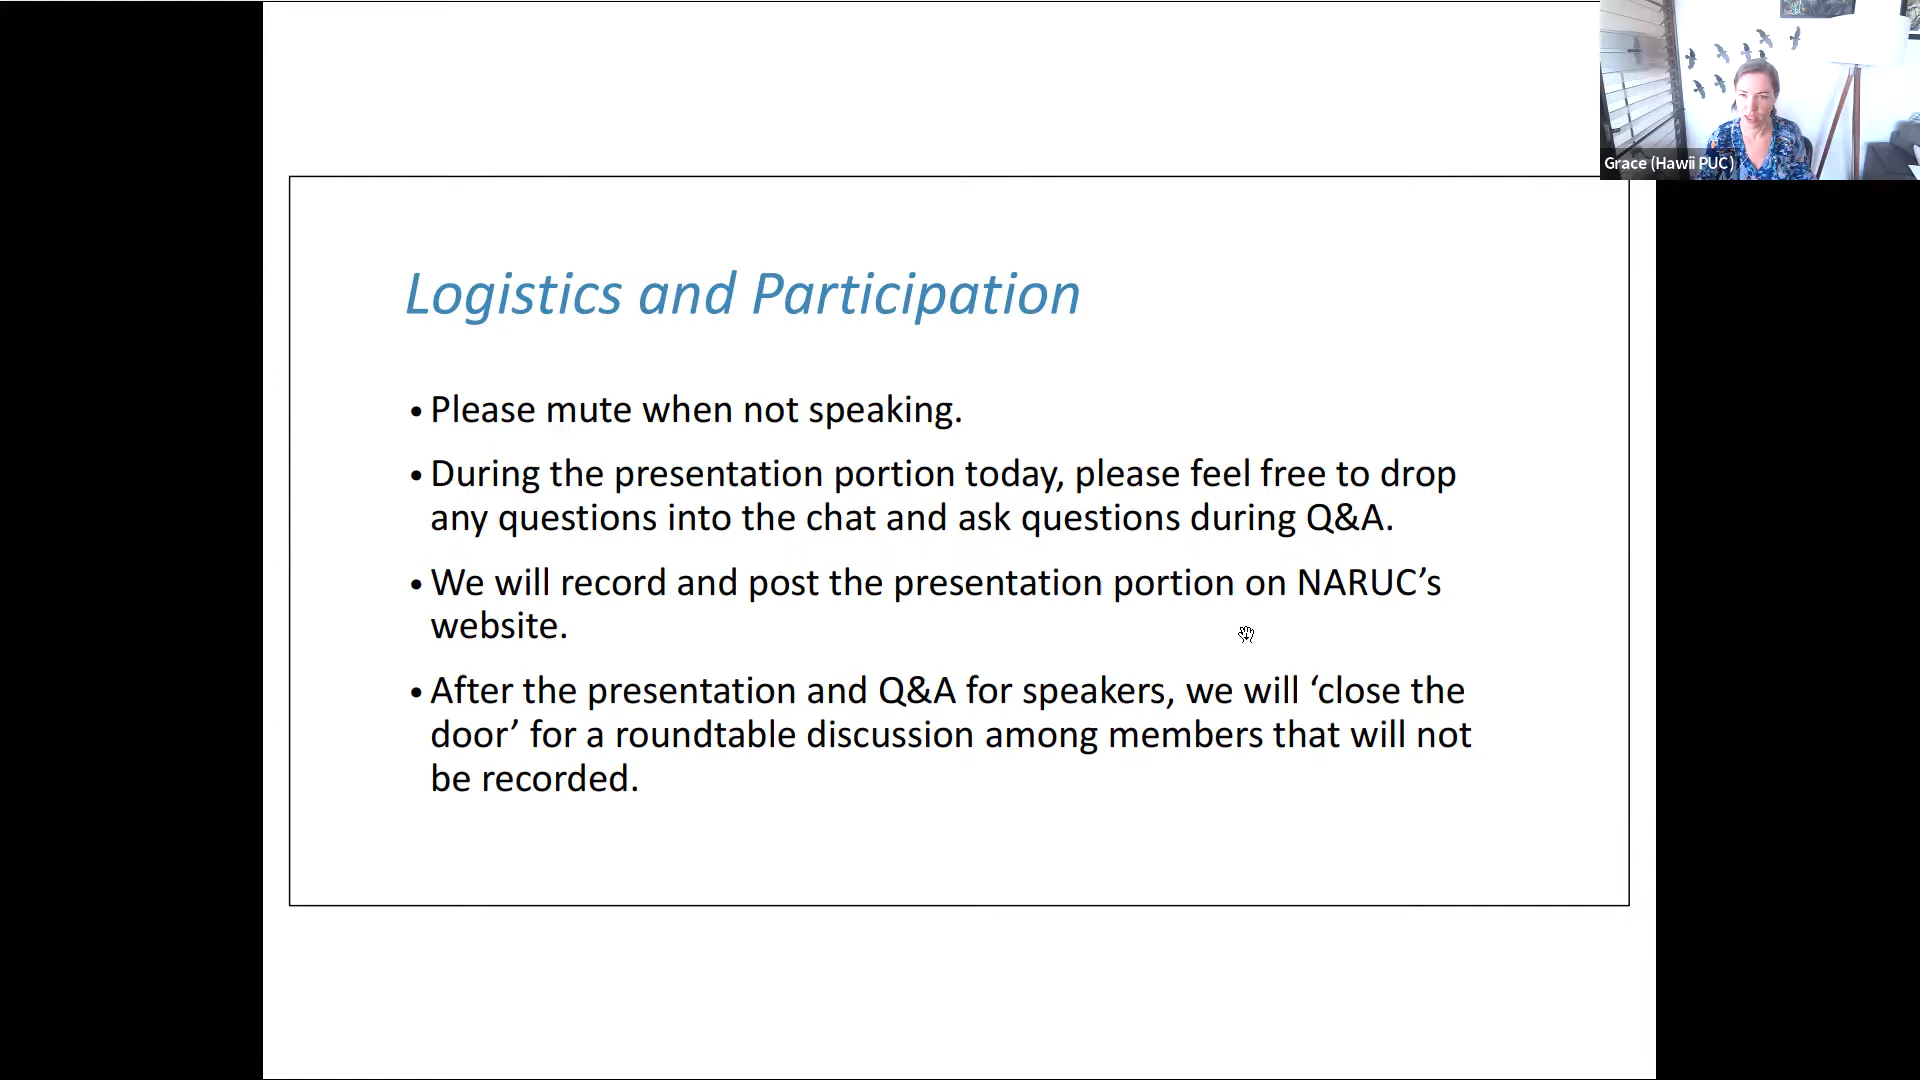 Grace (Hawii PUC)
Logistics and Participation
• Please mute when not speaking.
• During the presentation portion today, please feel free to drop
any questions into the chat and ask questions during Q&A.
• We will record and post the presentation portion on NARUC’s
website.
• After the presentation and Q&A for speakers, we will ‘close the
door’ for a roundtable discussion among members that will not
be recorded.